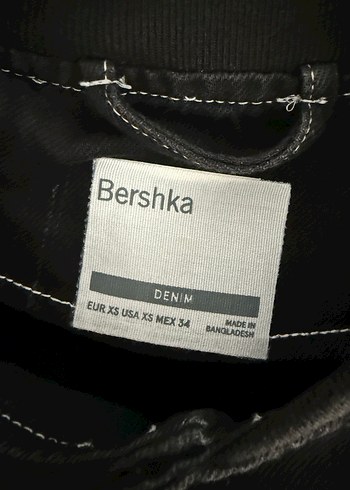 Bershka
DENIM
EUR XS USA XS MEX 34
MADE IN
BANGLADESH